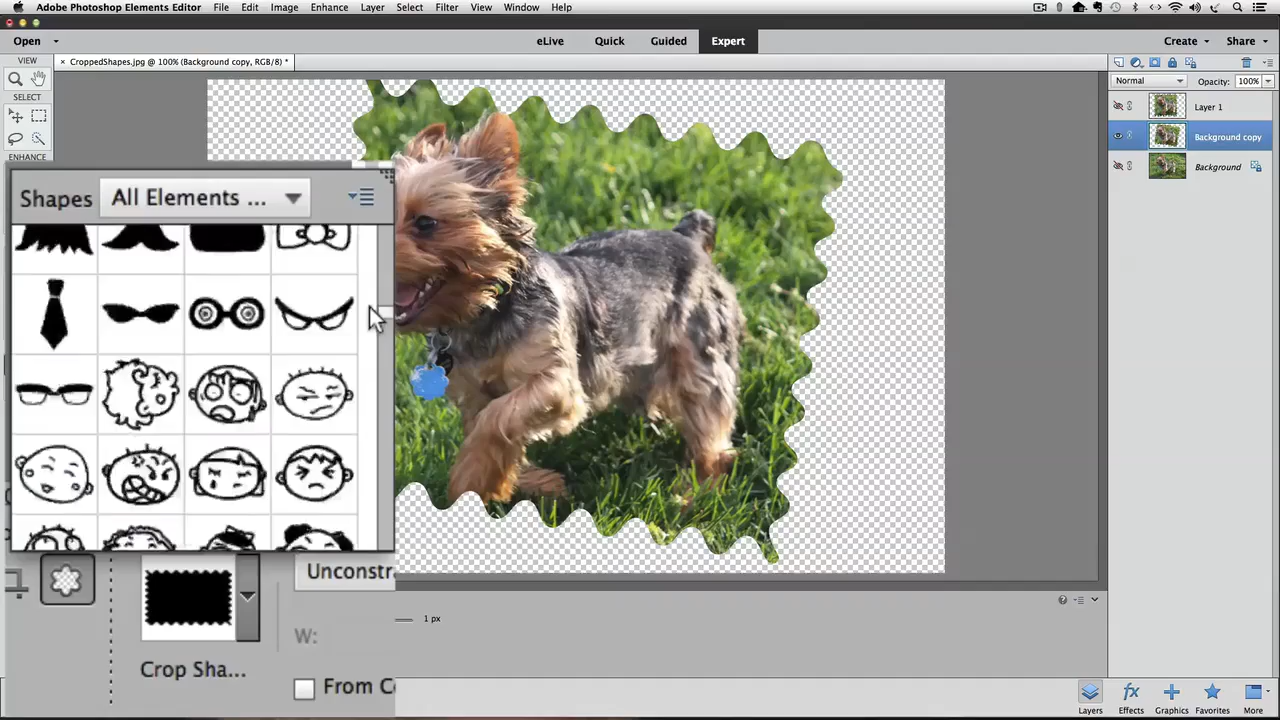 Adobe Photoshop Elements Editor File Edit Image Enhance Layer Select Filter View Window Help
Open eLive Quick Guided Expert Create Share
VIEW
× CroppedShapes.jpg @ 100% (Background copy, RGB/8) *
Normal Opacity: 100%
SELECT
Layer 1
Background copy
ENHANCE
Background
Shapes All Elements ...
Unconstra
1 px
W:
Crop Sha...
From Co
Layers Effects Graphics Favorites More